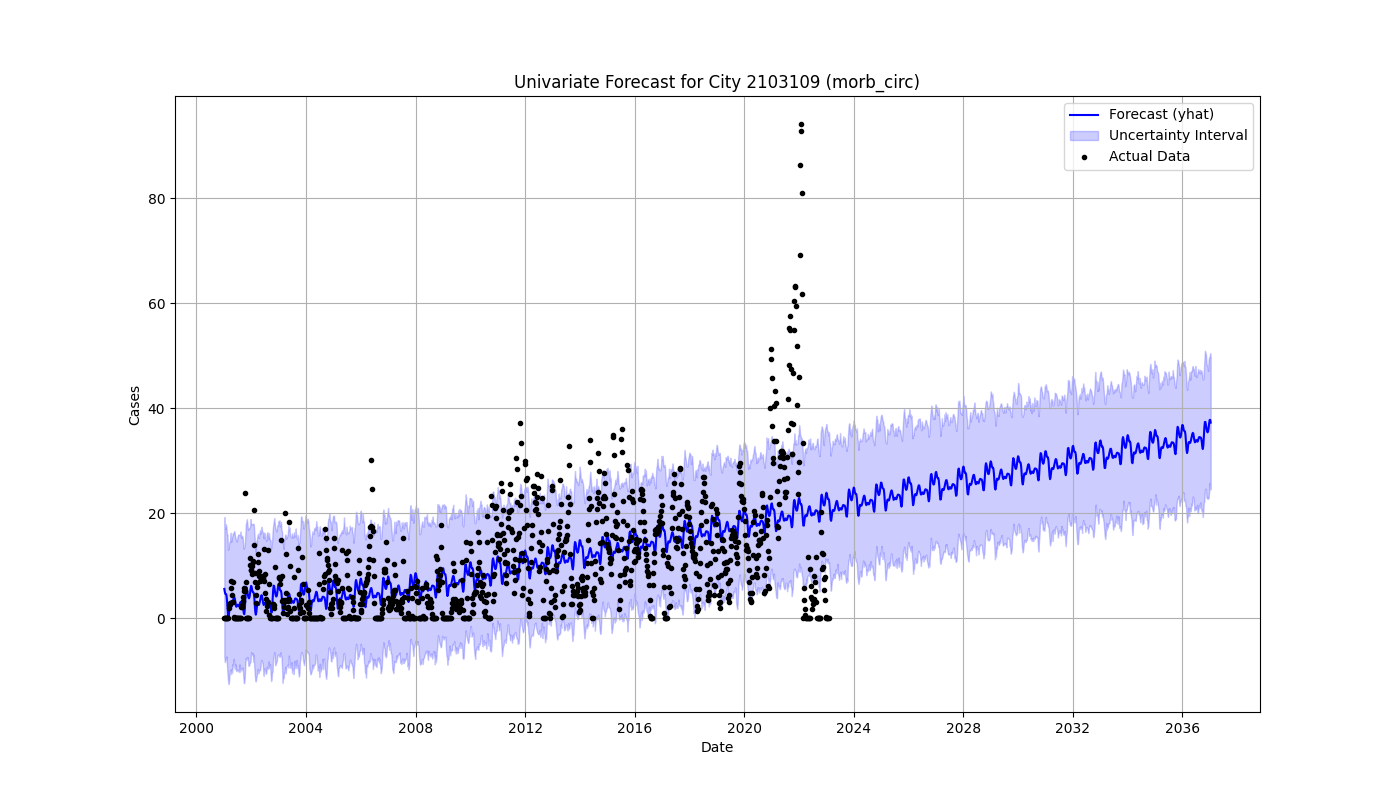 Univariate Forecast for City 2103109 (morb_circ)
Forecast (yhat)
Uncertainty Interval
Actual Data
Cases
80
60
40
20
0
2000 2004 2008 2012 2016 2020 2024 2028 2032 2036
Date